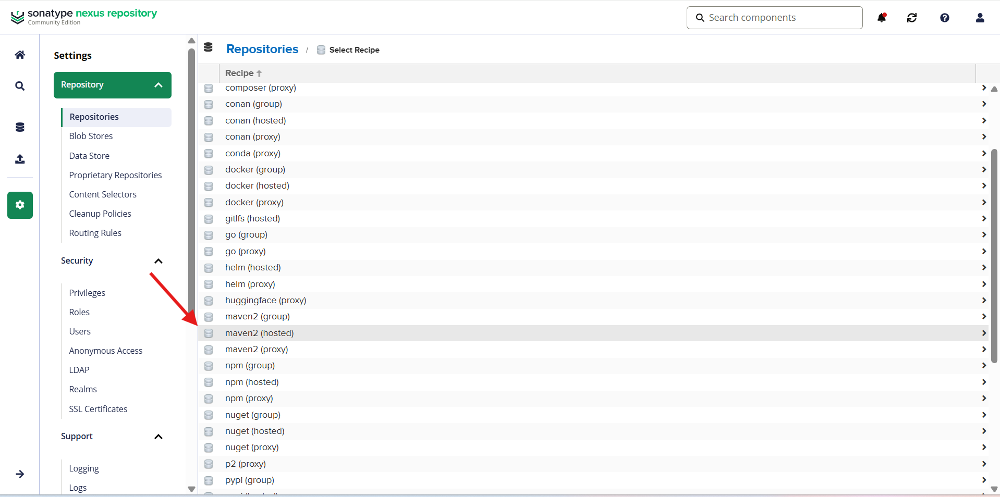 sonatype nexus repository
Community Edition
Search components
Settings
Repository
Repositories
Blob Stores
Data Store
Proprietary Repositories
Content Selectors
Cleanup Policies
Routing Rules
Security
Privileges
Roles
Users
Anonymous Access
LDAP
Realms
SSL Certificates
Support
Logging
Logs
Repositories / Select Recipe
Recipe
composer (proxy)
conan (group)
conan (hosted)
conan (proxy)
conda (proxy)
docker (group)
docker (hosted)
docker (proxy)
gitlfs (hosted)
go (group)
go (proxy)
helm (hosted)
helm (proxy)
huggingface (proxy)
maven2 (group)
maven2 (hosted)
maven2 (proxy)
npm (group)
npm (hosted)
npm (proxy)
nuget (group)
nuget (hosted)
nuget (proxy)
p2 (proxy)
pypi (group)